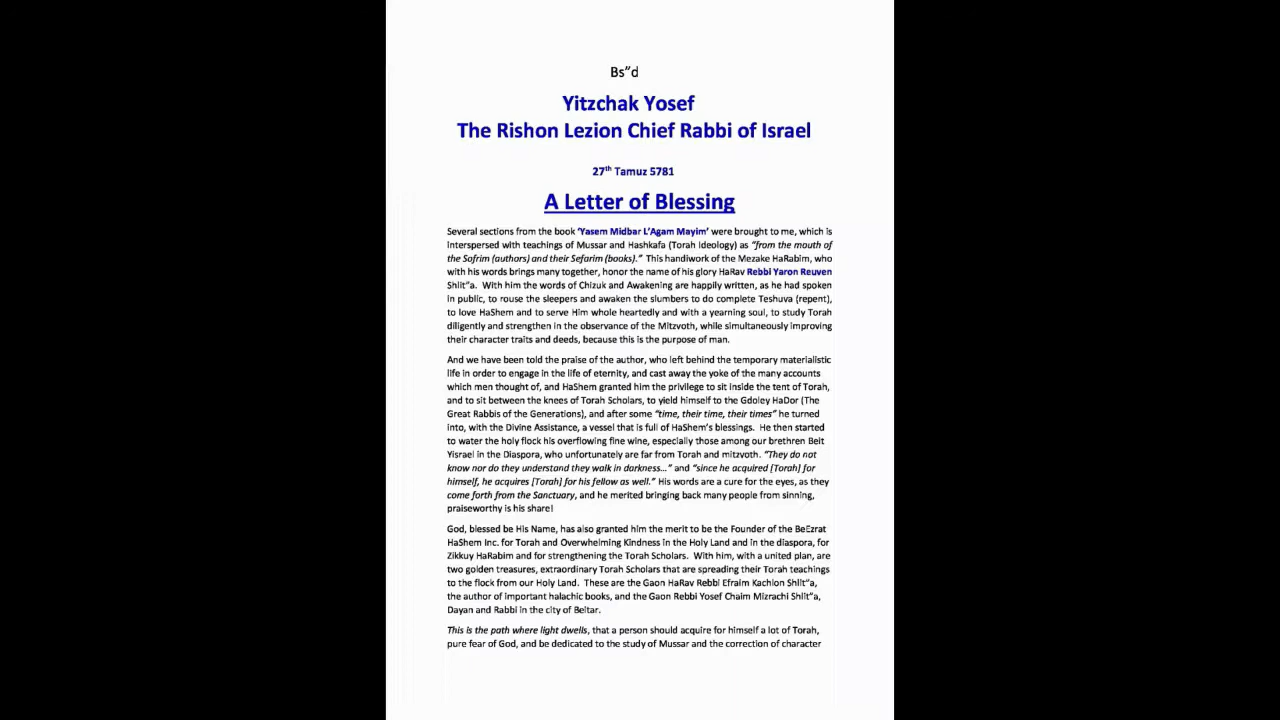 Bs"d
Yitzchak Yosef
The Rishon Lezion Chief Rabbi of Israel
27th Tamuz 5781
A Letter of Blessing
Several sections from the book 'Yasem Midbar L'Agam Mayim' were brought to me, which is
interspersed with teachings of Mussar and Hashkafa (Torah Ideology) as "from the mouth of
the Sofrim (authors) and their Sefarim (books)." This handiwork of the Mezake HaRabim, who
with his words brings many together, honor the name of his glory HaRav Rebbi Yaron Reuven
Shlit"a. With him the words of Chizuk and Awakening are happily written, as he had spoken
in public, to rouse the sleepers and awaken the slumbers to do complete Teshuva (repent),
to love HaShem and to serve Him whole heartedly and with a yearning soul, to study Torah
diligently and strengthen in the observance of the Mitzvoth, while simultaneously improving
their character traits and deeds, because this is the purpose of man.
And we have been told the praise of the author, who left behind the temporary materialistic
life in order to engage in the life of eternity, and cast away the yoke of the many accounts
which men thought of, and HaShem granted him the privilege to sit inside the tent of Torah,
and to sit between the knees of Torah Scholars, to yield himself to the Gdoley HaDor (The
Great Rabbis of the Generations), and after some "time, their time, their times" he turned
into, with the Divine Assistance, a vessel that is full of HaShem's blessings. He then started
to water the holy flock his overflowing fine wine, especially those among our brethren Beit
Yisrael in the Diaspora, who unfortunately are far from Torah and mitzvoth. "They do not
know nor do they understand they walk in darkness..." and "since he acquired [Torah] for
himself, he acquires [Torah] for his fellow as well." His words are a cure for the eyes, as they
come forth from the Sanctuary, and he merited bringing back many people from sinning,
praiseworthy is his share!
God, blessed be His Name, has also granted him the merit to be the Founder of the BeEzrat
HaShem Inc. for Torah and Overwhelming Kindness in the Holy Land and in the diaspora, for
Zikkuy HaRabim and for strengthening the Torah Scholars. With him, with a united plan, are
two golden treasures, extraordinary Torah Scholars that are spreading their Torah teachings
to the flock from our Holy Land. These are the Gaon HaRav Rebbi Efraim Kachlon Shlit"a,
the author of important halachic books, and the Gaon Rebbi Yosef Chaim Mizrachi Shlit"a,
Dayan and Rabbi in the city of Beitar.
This is the path where light dwells, that a person should acquire for himself a lot of Torah,
pure fear of God, and be dedicated to the study of Mussar and the correction of character